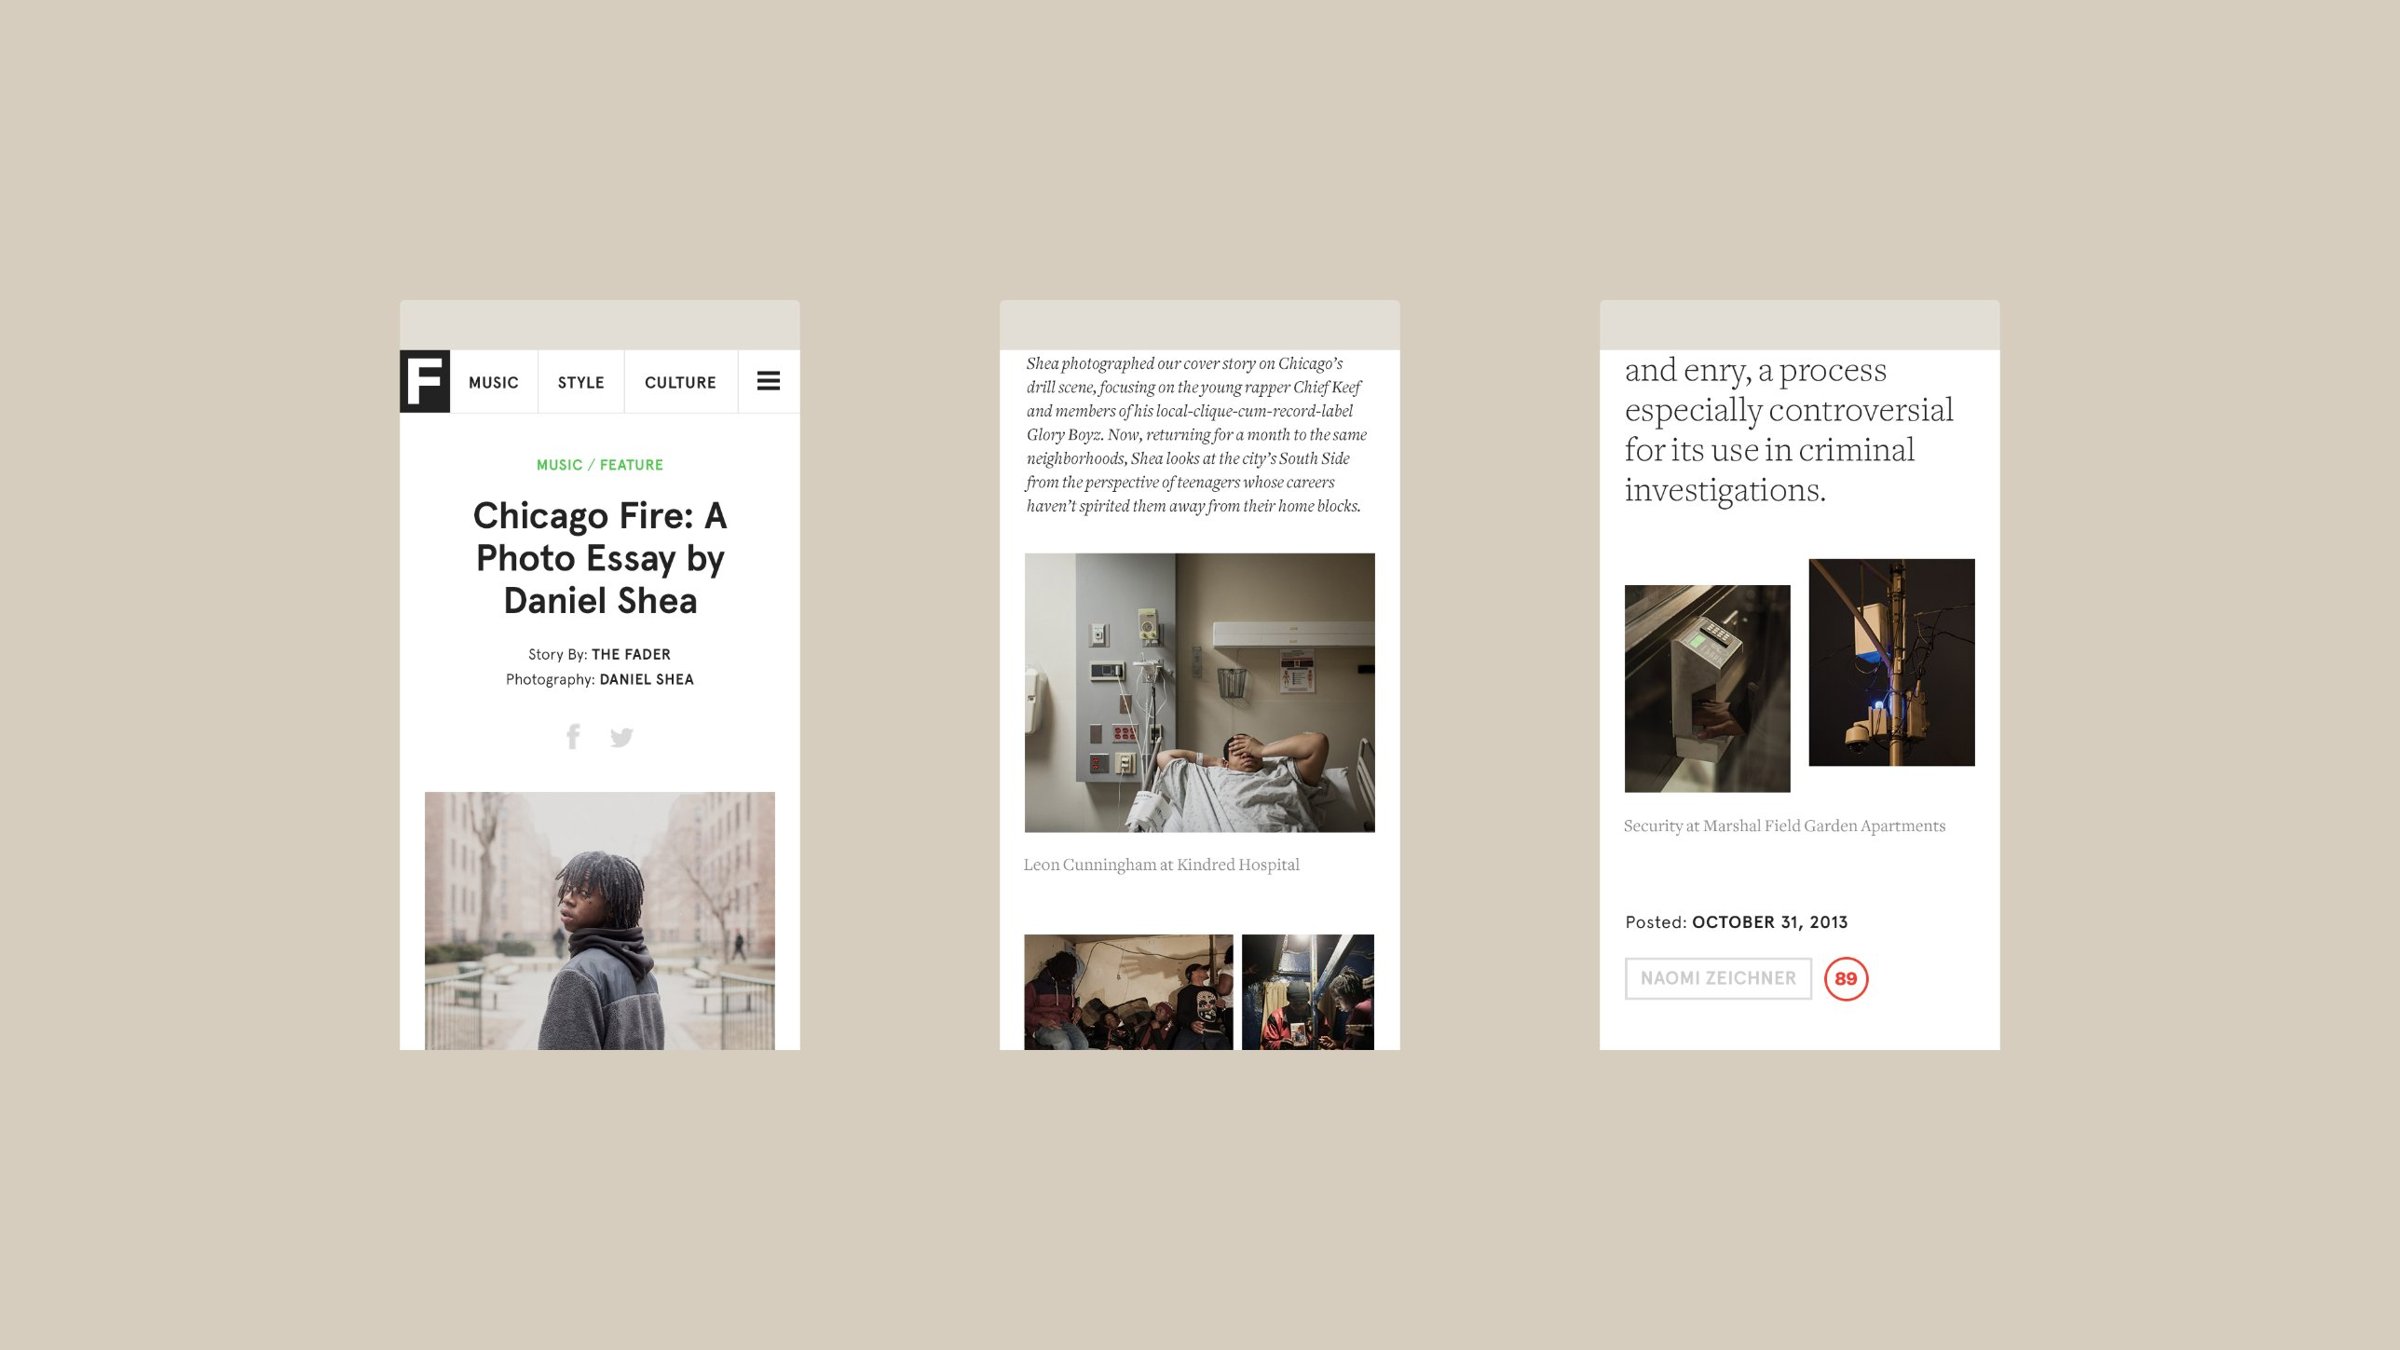 F
MUSIC
STYLE
CULTURE
MUSIC / FEATURE
Chicago Fire: A
Photo Essay by
Daniel Shea
Story By: THE FADER
Photography: DANIEL SHEA
Shea photographed our cover story on Chicago’s
drill scene, focusing on the young rapper Chief Keef
and members of his local-clique-cum-record-label
Glory Boyz. Now, returning for a month to the same
neighborhoods, Shea looks at the city’s South Side
from the perspective of teenagers whose careers
haven’t spirited them away from their home blocks.
Leon Cunningham at Kindred Hospital
and enry, a process
especially controversial
for its use in criminal
investigations.
Security at Marshal Field Garden Apartments
Posted: OCTOBER 31, 2013
NAOMI ZEICHNER
89